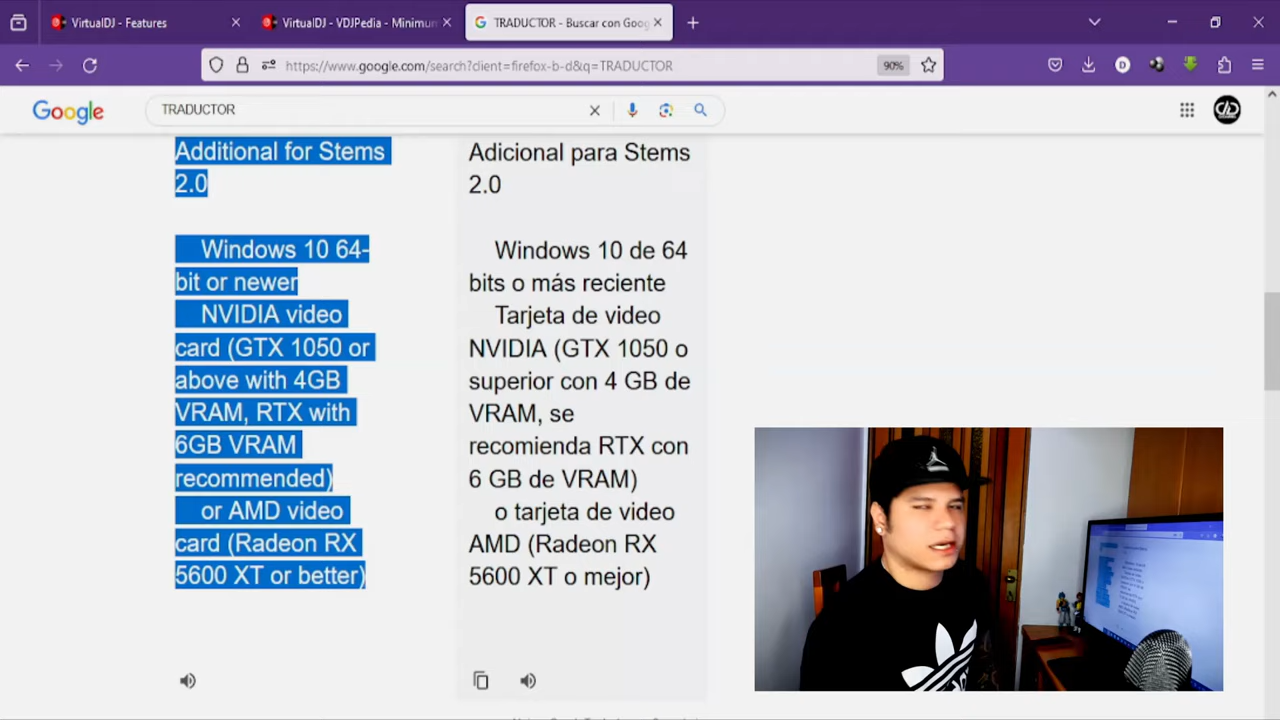 VirtualDJ - Features
VirtualDJ - VDJPedia - Minimum
TRADUCTOR - Buscar con Goog
https://www.google.com/search?client=firefox-b-d&q=TRADUCTOR
90%
Google
TRADUCTOR
Additional for Stems
2.0
Windows 10 64-
bit or newer
NVIDIA video
card (GTX 1050 or
above with 4GB
VRAM, RTX with
6GB VRAM
recommended)
or AMD video
card (Radeon RX
5600 XT or better)
Adicional para Stems
2.0
Windows 10 de 64
bits o más reciente
Tarjeta de video
NVIDIA (GTX 1050 o
superior con 4 GB de
VRAM, se
recomienda RTX con
6 GB de VRAM)
o tarjeta de video
AMD (Radeon RX
5600 XT o mejor)